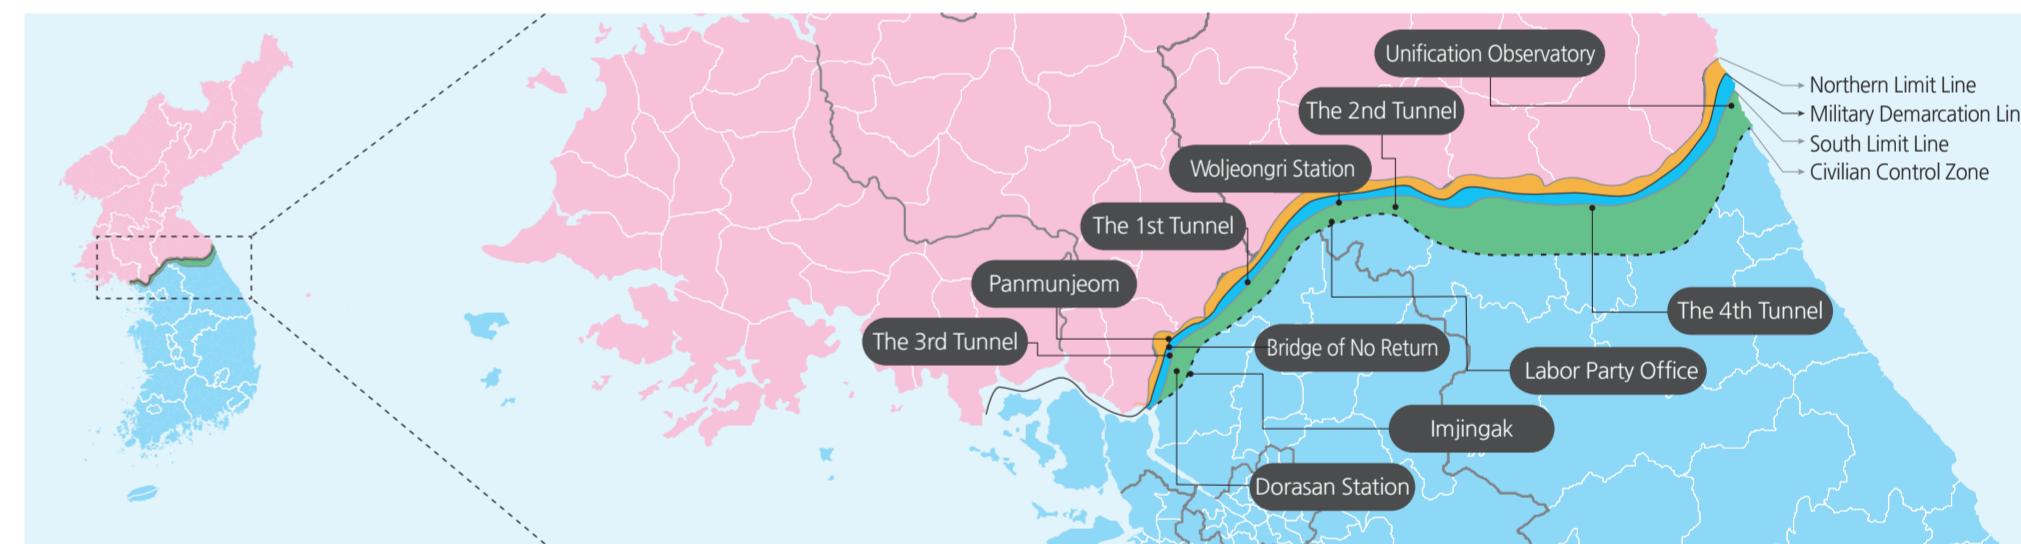 Unification Observatory
Northern Limit Line
The 2nd Tunnel
Military Demarcation Lin
South Limit Line
Woljeongri Station
Civilian Control Zone
The 1st Tunnel
Panmunjeom
The 4th Tunnel
The 3rd Tunnel
Bridge of No Return
Labor Party Office
Imjingak
Dorasan Station